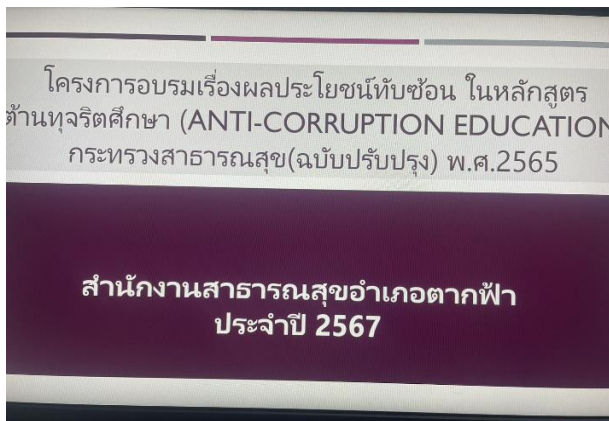 โครงการอบรมเรื่องผลประโยชน์ทับซ้อน ในหลักสูตร
ต้านทุจริตศึกษา (ANTI-CORRUPTION EDUCATION
กระทรวงสาธารณสุข(ฉบับปรับปรุง) พ.ศ.2565
สำนักงานสาธารณสุขอำเภอตากฟ้า
ประจำปี 2567